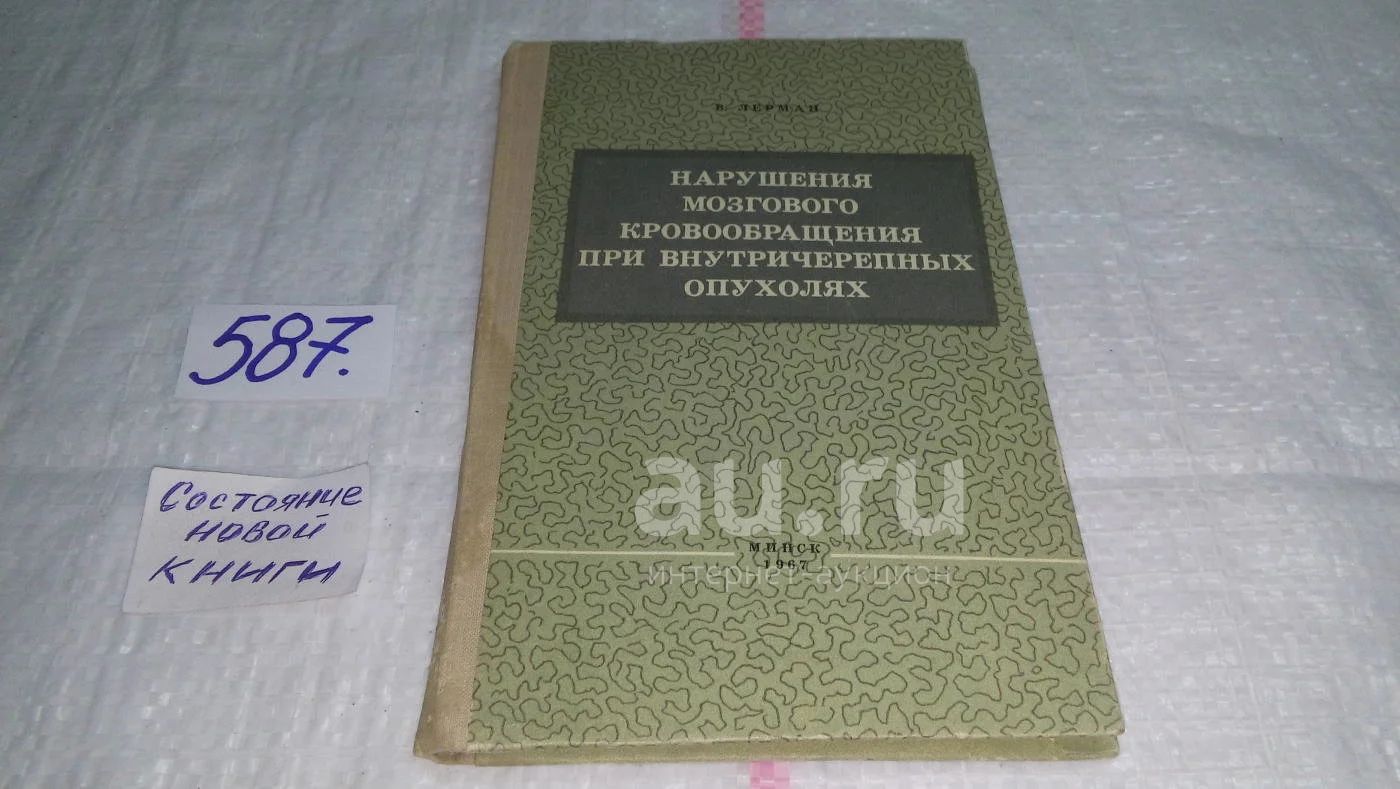 В. ЛЕРМАН
НАРУШЕНИЯ
МОЗГОВОГО
КРОВООБРАЩЕНИЯ
ПРИ ВНУТРИЧЕРЕПНЫХ
ОПУХОЛЯХ
587.
Состояние
новой
книги
au.ru
МИНСК
1967
интернет-аукцион